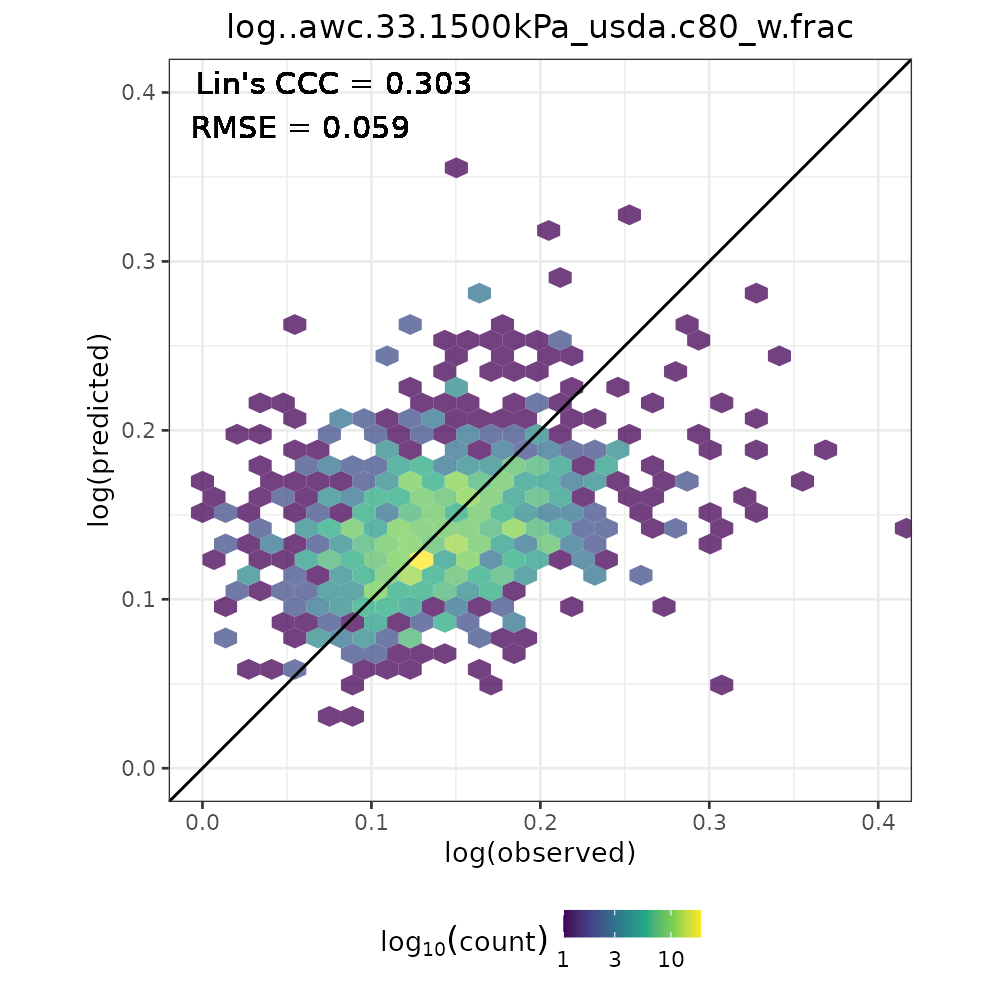 log..awc.33.1500kPa_usda.c80_w.frac
Lin's CCC = 0.303
RMSE = 0.059
log(predicted)
0.4
0.3
0.2
0.1
0.0
0.0 0.1 0.2 0.3 0.4
log(observed)
log₁₀(count)
1 3 10